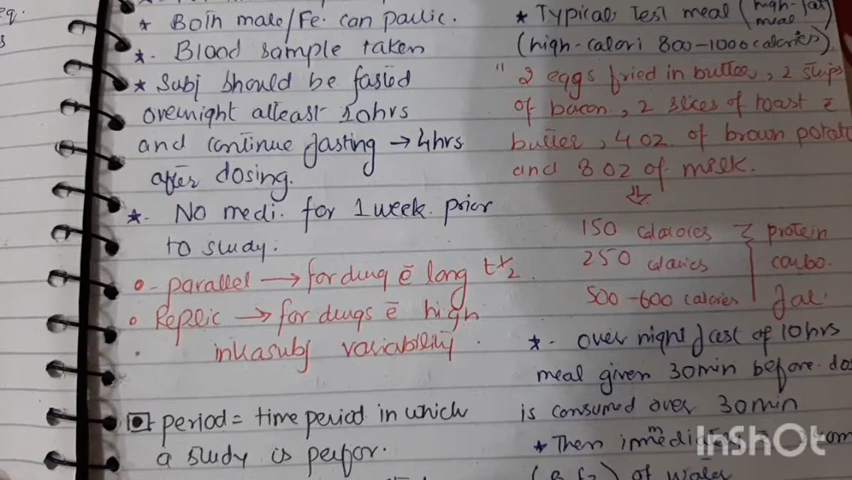 eq.
s
* Both male/Fe. can partic.
*. Blood sample taken
* Subj should be fasted
overnight atleast 10hrs
and continue fasting → 4hrs
after dosing.
*. No medi. for 1 week prior
to study.
o - parallel → for drug c̄ long t½.
o Replic → for drugs c̄ high
intrasubj variability.
period = time period in which
a study is perfor.
* Typical Test meal (high-fat
meal)
(high-calori 800-1000 calories)
" 2 eggs fried in butter, 2 strips
of bacon, 2 slices of toast c̄
butter, 4 oz of brown potato
and 8 oz of milk.
150 calories } protein
250 calories carbo.
500-600 calories fat.
*. over night fast of 10hrs
meal given 30min before do
is consumed over 30min
* Then
of water
InShOt